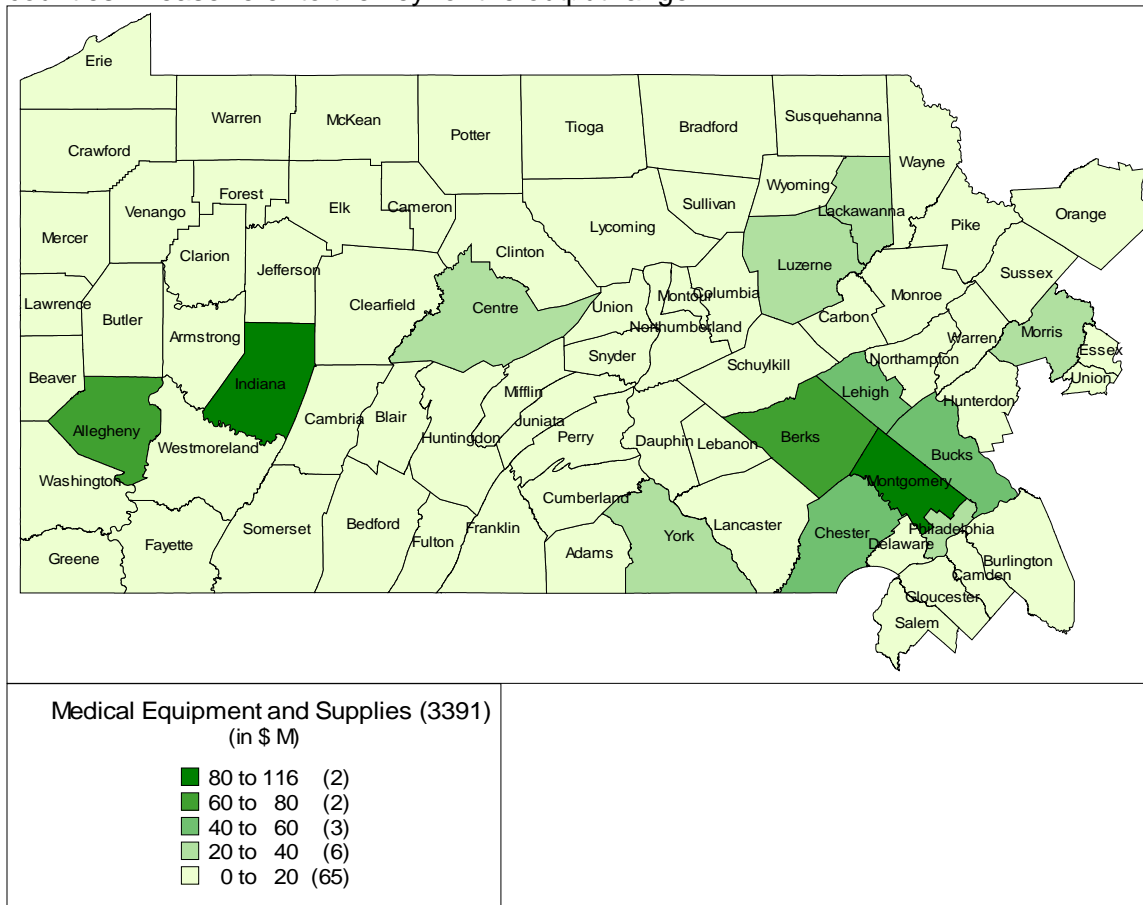 Erie
Warren
McKean
Potter
Tioga
Bradford
Susquehanna
Crawford
Wayne
Forest
Elk
Cameron
Wyoming
Lackawanna
Orange
Venango
Sullivan
Mercer
Lycoming
Pike
Clarion
Clinton
Jefferson
Luzerne
Sussex
Lawrence
Butler
Clearfield
Centre
Union
Montour
Columbia
Monroe
Armstrong
Northumberland
Carbon
Warren
Morris
Essex
Snyder
Schuylkill
Northampton
Union
Beaver
Indiana
Mifflin
Lehigh
Hunterdon
Allegheny
Cambria
Blair
Juniata
Huntingdon
Perry
Dauphin
Lebanon
Berks
Bucks
Westmoreland
Washington
Montgomery
Cumberland
Somerset
Bedford
Franklin
Lancaster
York
Chester
Philadelphia
Delaware
Fulton
Adams
Greene
Fayette
Burlington
Camden
Gloucester
Salem
Medical Equipment and Supplies (3391)
(in $ M)
80 to 116 (2)
60 to 80 (2)
40 to 60 (3)
20 to 40 (6)
0 to 20 (65)